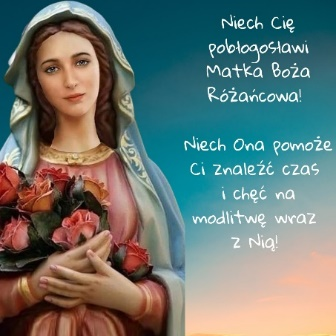 Niech Cię
pobłogosławi
Matka Boża
Różańcowa!
Niech Ona pomoże
Ci znaleźć czas
i chęć na
modlitwę wraz
z Nią!